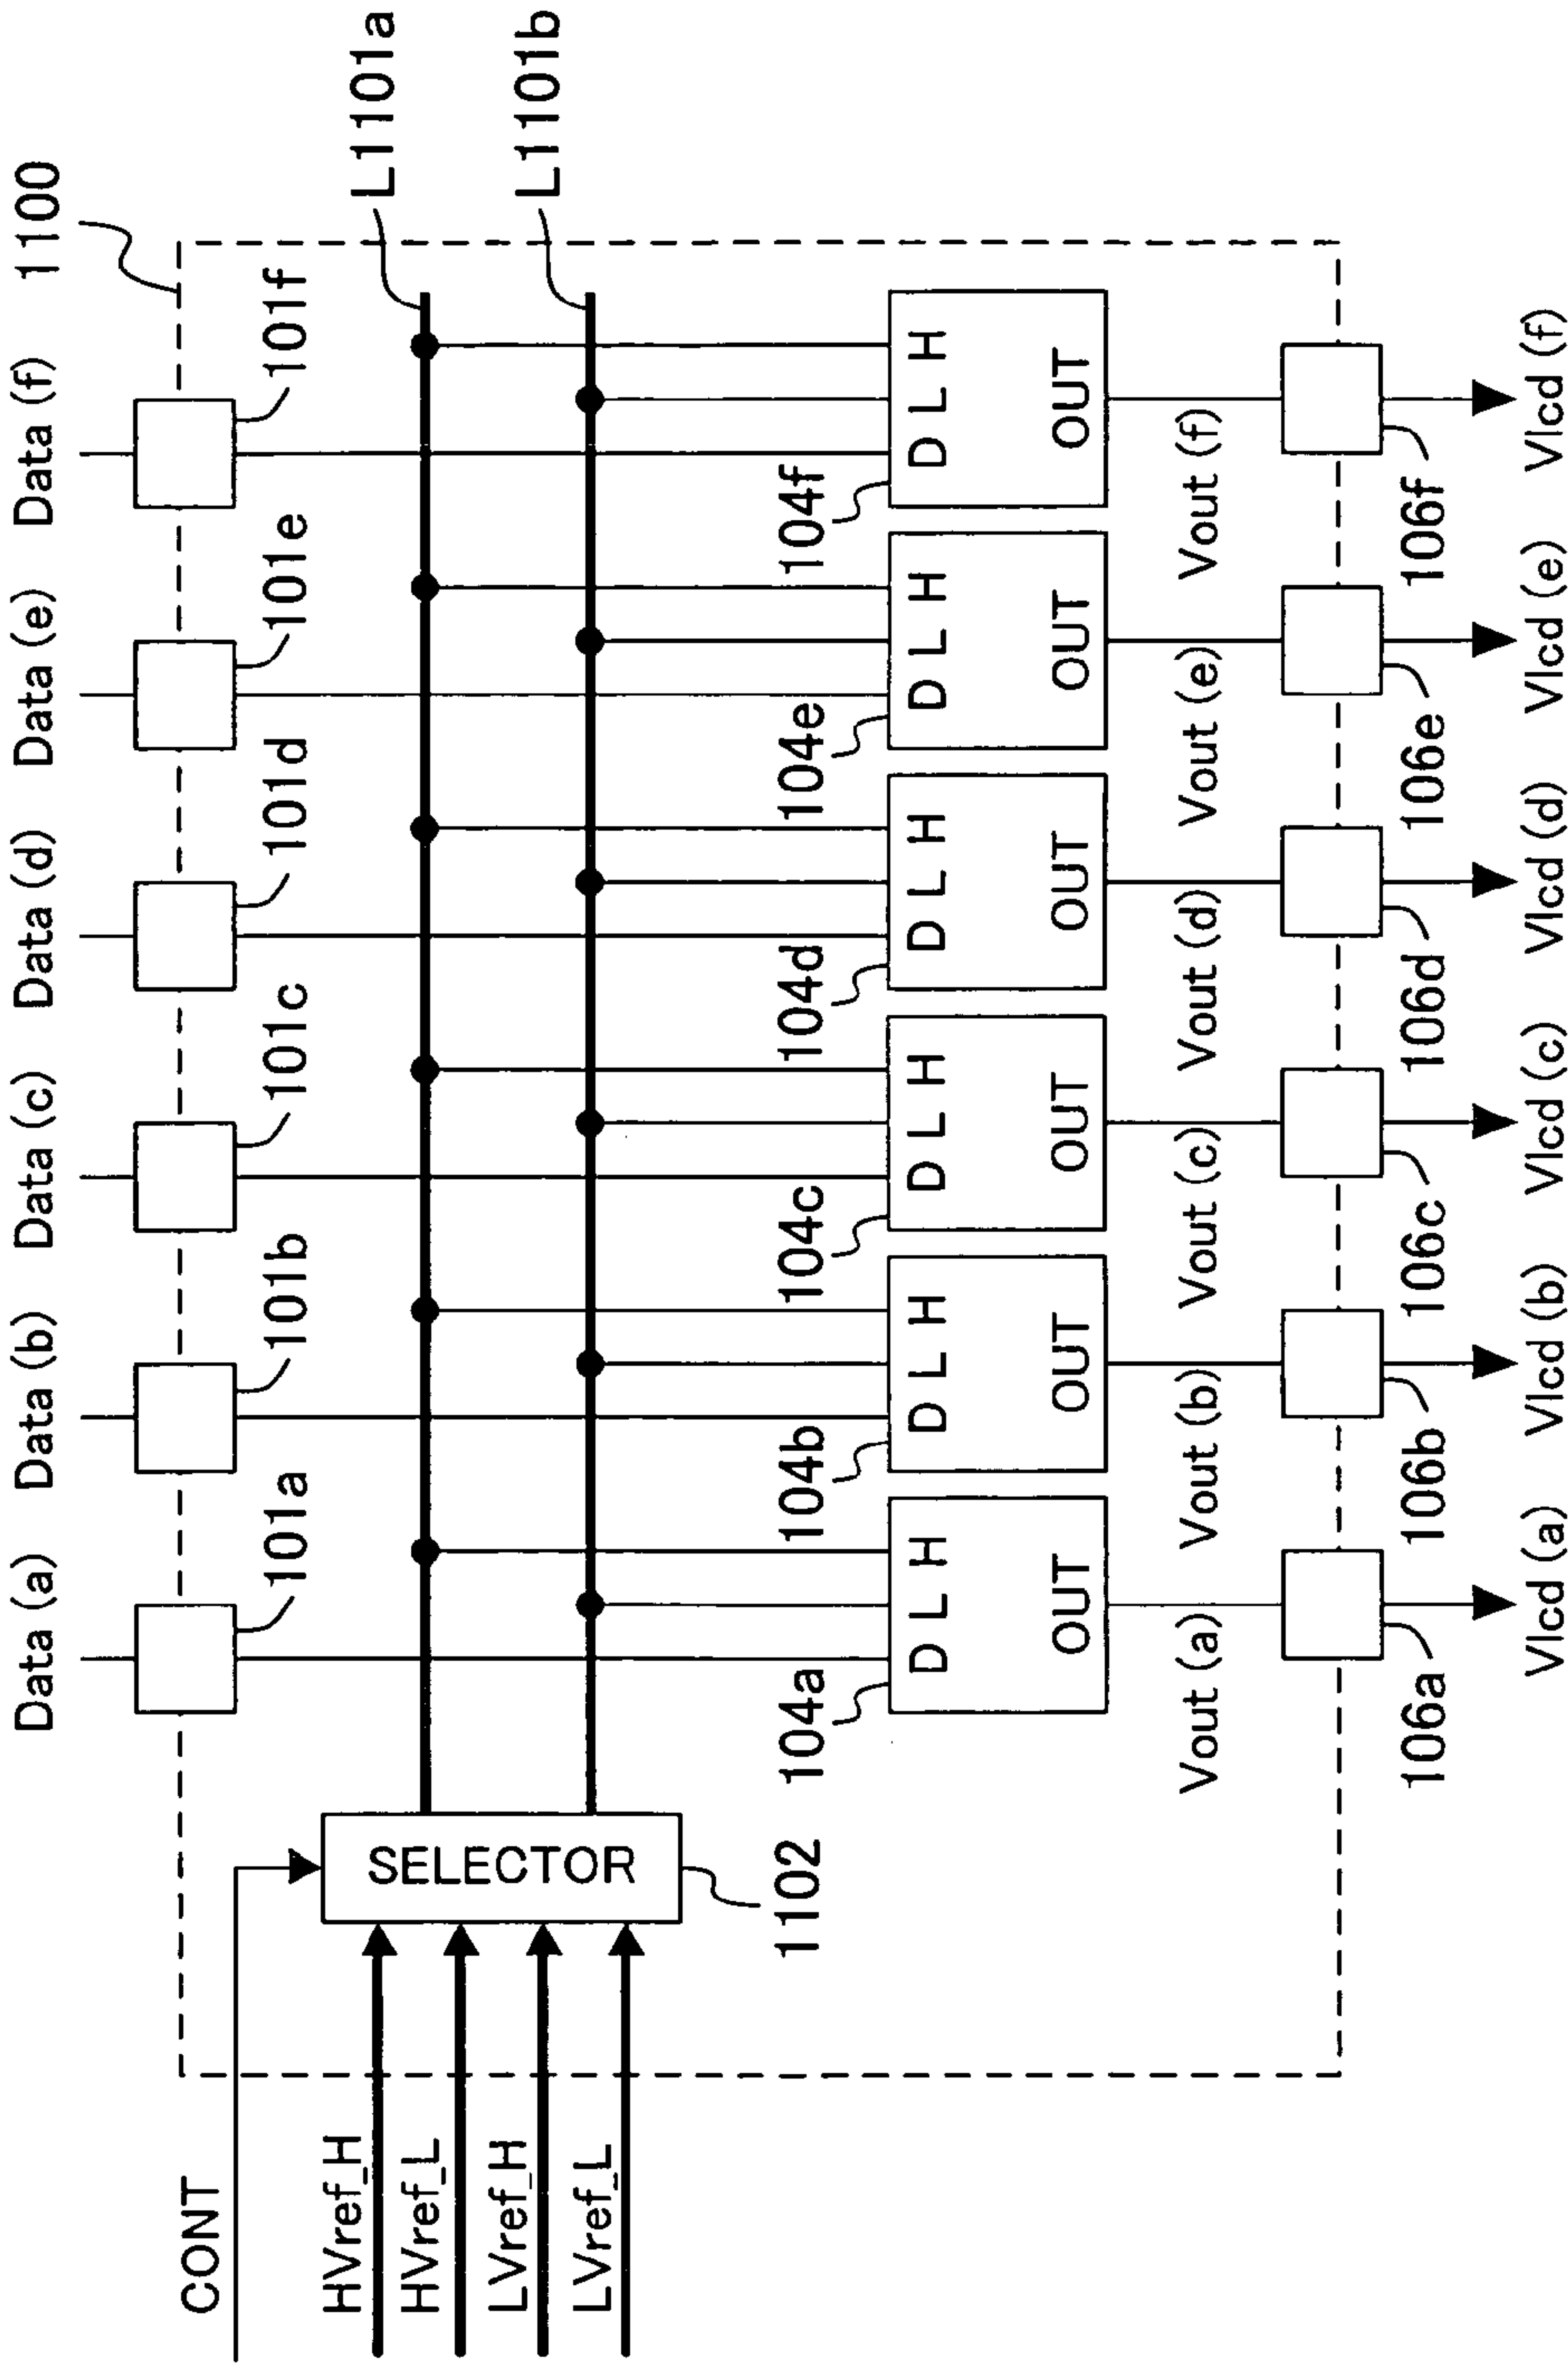 1100
Data (a) Data (b) Data (c) Data (d) Data (e) Data (f)
101a 101b 101c 101d 101e 101f
CONT
L1101a
L1101b
HVref_H
HVref_L
LVref_H
LVref_L
SELECTOR
1102
104a 104b 104c 104d 104e 104f
D L H D L H D L H D L H D L H D L H
OUT OUT OUT OUT OUT OUT
Vout (a) Vout (b) Vout (c) Vout (d) Vout (e) Vout (f)
106a 106b 106c 106d 106e 106f
Vlcd (a) Vlcd (b) Vlcd (c) Vlcd (d) Vlcd (e) Vlcd (f)